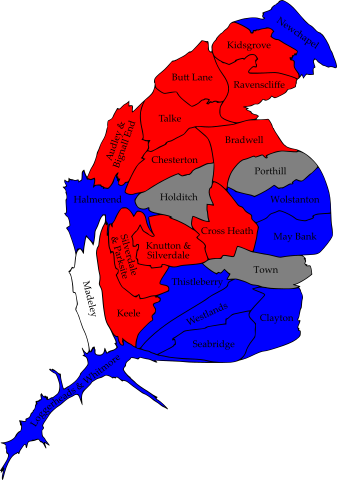 Newchapel
Kidsgrove
Butt Lane
Ravenscliffe
Talke
Audley &
Bignall End
Bradwell
Chesterton
Porthill
Halmerend
Holditch
Wolstanton
Cross Heath
May Bank
Silverdale
& Parksite
Knutton &
Silverdale
Town
Thistleberry
Madeley
Westlands
Keele
Clayton
Seabridge
Loggerheads & Whitmore